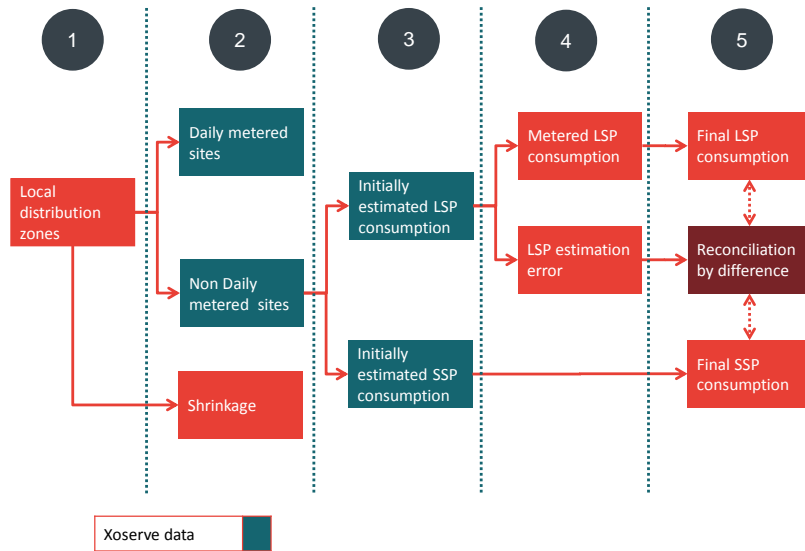 1
2
3
4
5
Daily metered
sites
Metered LSP
consumption
Final LSP
consumption
Local
distribution
zones
Initially
estimated LSP
consumption
LSP estimation
error
Reconciliation
by difference
Non Daily
metered  sites
Initially
estimated SSP
consumption
Final SSP
consumption
Shrinkage
Xoserve data